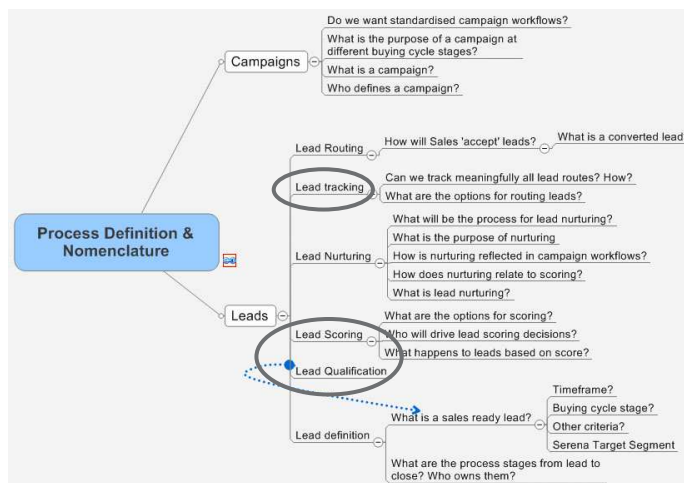 Do we want standardised campaign workflows?
What is the purpose of a campaign at
different buying cycle stages?
Campaigns
What is a campaign?
Who defines a campaign?
Lead Routing
How will Sales 'accept' leads?
What is a converted lead
Lead tracking
Can we track meaningfully all lead routes? How?
What are the options for routing leads?
Process Definition &
Nomenclature
What will be the process for lead nurturing?
What is the purpose of nurturing
Lead Nurturing
How is nurturing reflected in campaign workflows?
How does nurturing relate to scoring?
What is lead nurturing?
Leads
What are the options for scoring?
Lead Scoring
Who will drive lead scoring decisions?
What happens to leads based on score?
Lead Qualification
Lead definition
What is a sales ready lead?
Timeframe?
Buying cycle stage?
Other criteria?
Serena Target Segment
What are the process stages from lead to
close? Who owns them?